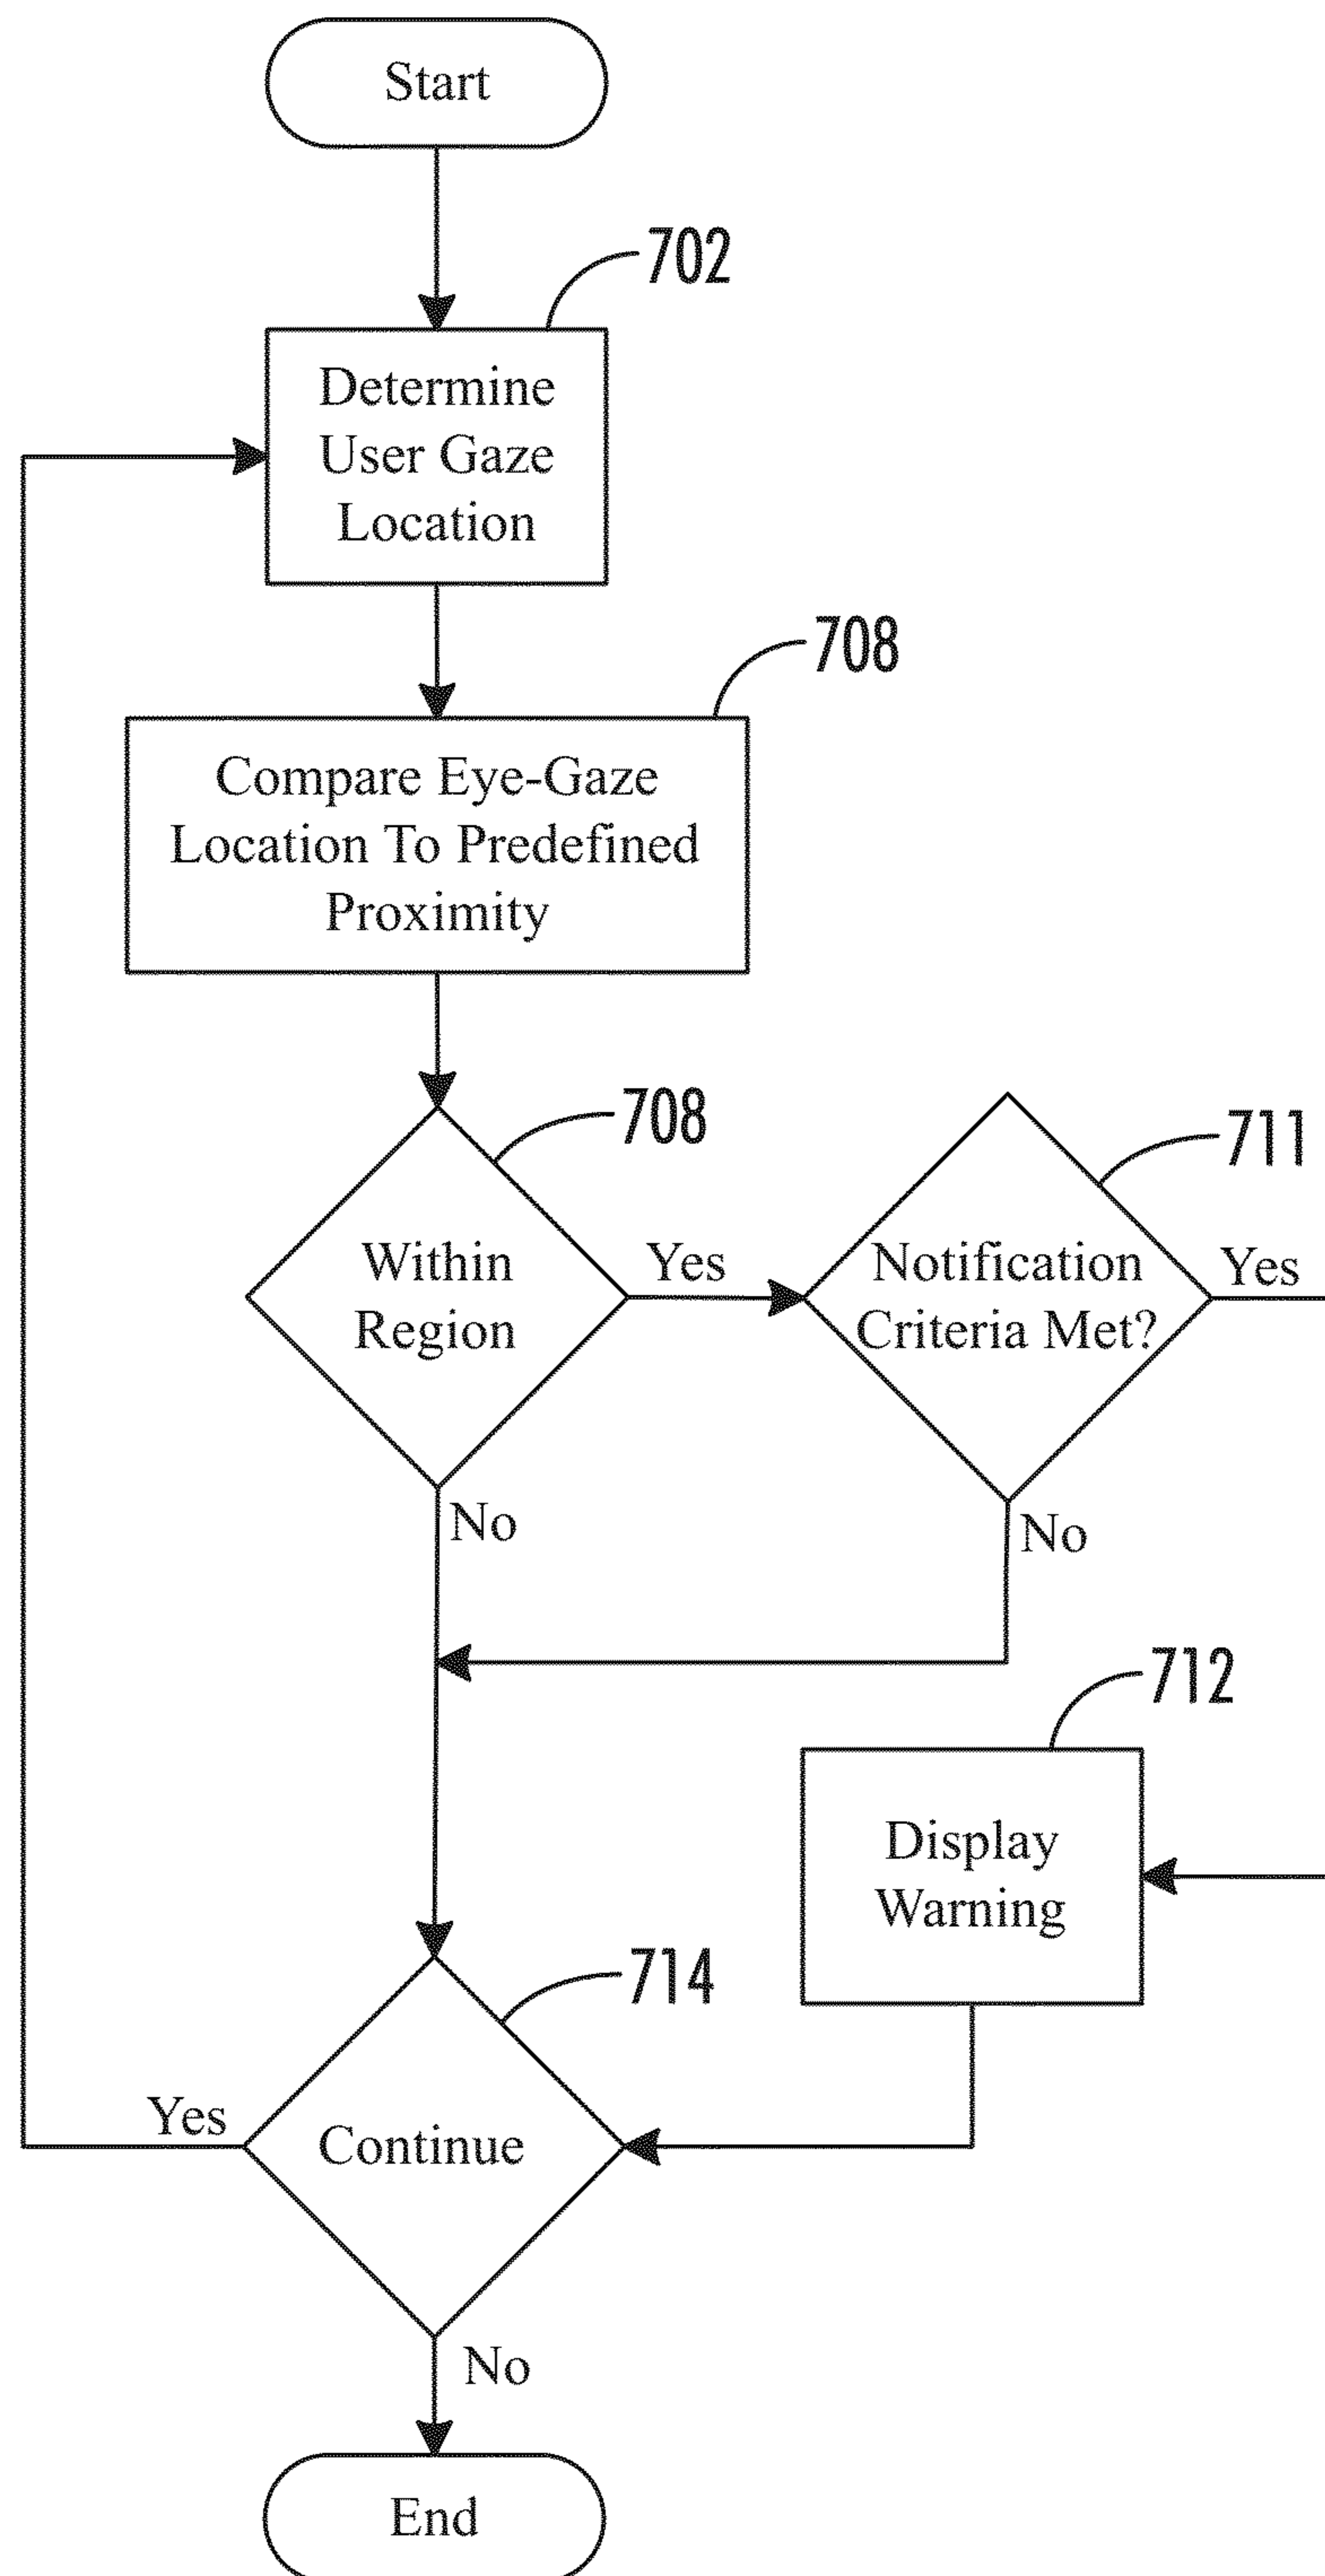 Start
702
Determine
User Gaze
Location
708
Compare Eye-Gaze
Location To Predefined
Proximity
708
Within
Region
Yes
711
Notification
Criteria Met?
Yes
No
No
712
Display
Warning
714
Continue
Yes
No
End